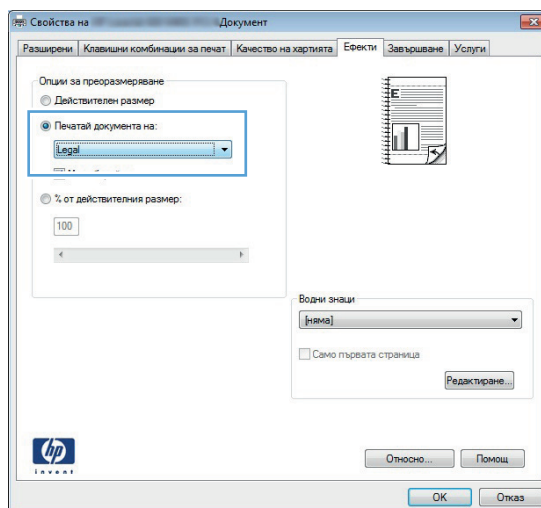 Свойства на Документ
Разширени Клавишни комбинации за печат Качество на хартията Ефекти Завършване Услуги
Опции за преоразмеряване
Действителен размер
Печатай документа на:
Legal
% от действителния размер:
100
Водни знаци
[няма]
Само първата страница
Редактиране...
hp
invent
Относно... Помощ
OK Отказ